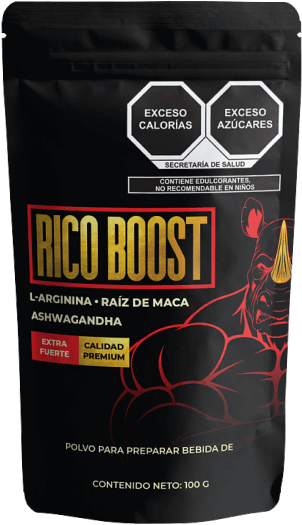 EXCESO
CALORÍAS
EXCESO
AZÚCARES
SECRETARÍA DE SALUD
CONTIENE EDULCORANTES,
NO RECOMENDABLE EN NIÑOS
RICO BOOST
L-ARGININA • RAÍZ DE MACA
ASHWAGANDHA
EXTRA
FUERTE
CALIDAD
PREMIUM
POLVO PARA PREPARAR BEBIDA DE
CONTENIDO NETO: 100 G